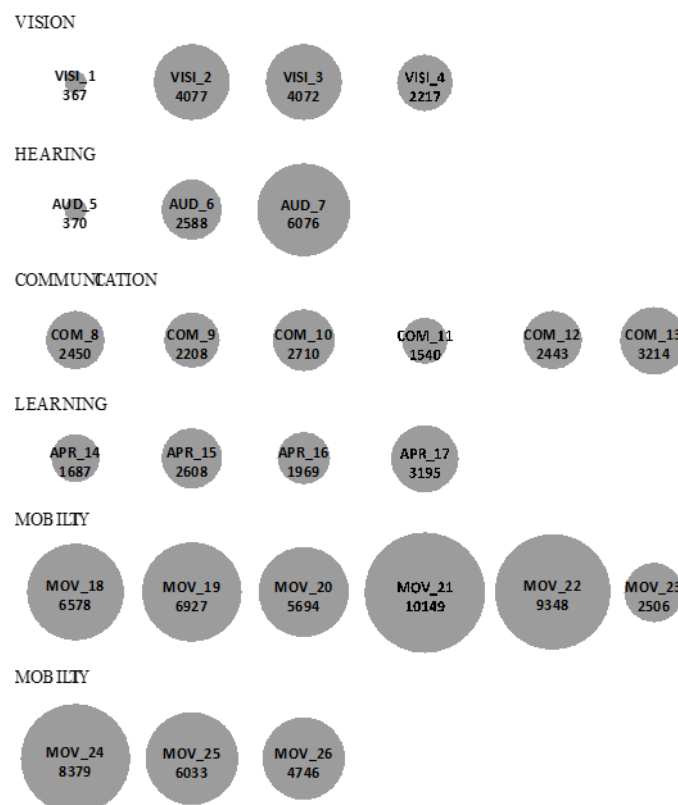 VISION
VISI_1 VISI_2 VISI_3 VISI_4
367 4077 4072 2217
HEARING
AUD_5 AUD_6 AUD_7
370 2588 6076
COMMUNICATION
COM_8 COM_9 COM_10 COM_11 COM_12 COM_13
2450 2208 2710 1540 2443 3214
LEARNING
APR_14 APR_15 APR_16 APR_17
1687 2608 1969 3195
MOBILTY
MOV_18 MOV_19 MOV_20 MOV_21 MOV_22 MOV_23
6578 6927 5694 10149 9348 2506
MOBILTY
MOV_24 MOV_25 MOV_26
8379 6033 4746